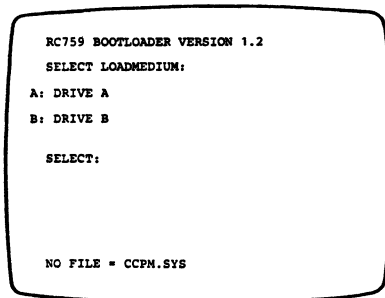 RC759 BOOTLOADER VERSION 1.2
SELECT LOADMEDIUM:
A: DRIVE A
B: DRIVE B
SELECT:
NO FILE = CCPM.SYS